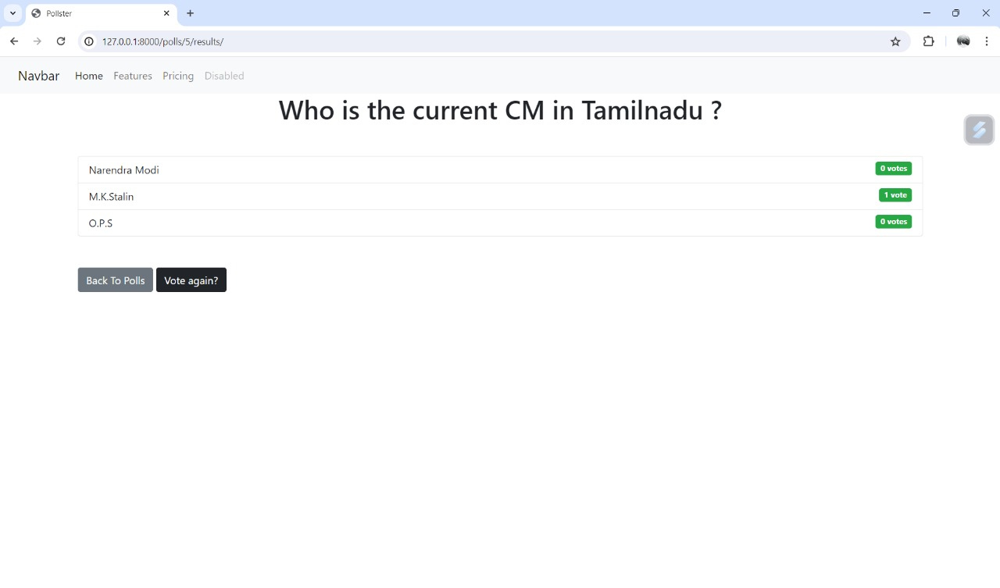 Pollster
127.0.0.1:8000/polls/5/results/
Navbar Home Features Pricing Disabled
Who is the current CM in Tamilnadu ?
Narendra Modi 0 votes
M.K.Stalin 1 vote
O.P.S 0 votes
Back To Polls Vote again?